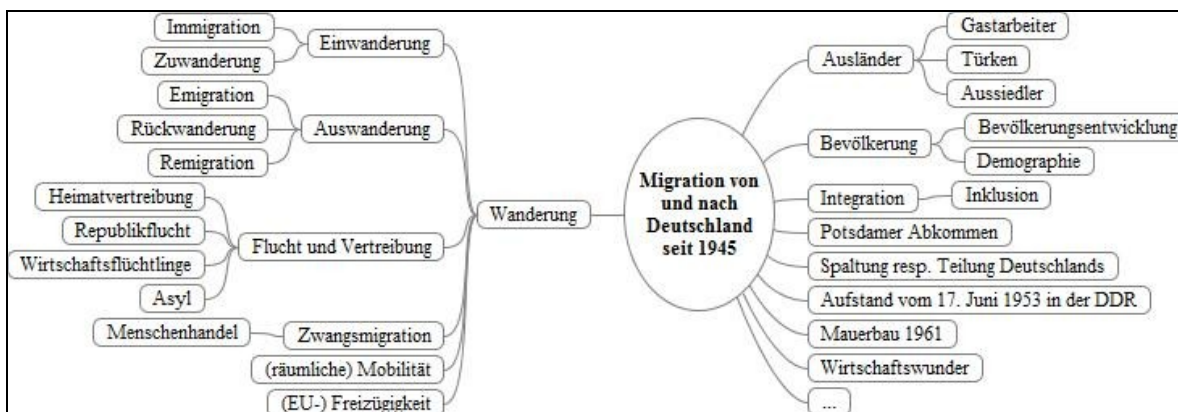 Immigration
Zuwanderung
Einwanderung
Emigration
Rückwanderung
Remigration
Auswanderung
Heimatvertreibung
Republikflucht
Wirtschaftsflüchtlinge
Asyl
Flucht und Vertreibung
Menschenhandel
Zwangsmigration
(räumliche) Mobilität
(EU-) Freizügigkeit
Wanderung
Migration von
und nach
Deutschland
seit 1945
Ausländer
Gastarbeiter
Türken
Aussiedler
Bevölkerung
Bevölkerungsentwicklung
Demographie
Integration
Inklusion
Potsdamer Abkommen
Spaltung resp. Teilung Deutschlands
Aufstand vom 17. Juni 1953 in der DDR
Mauerbau 1961
Wirtschaftswunder
...